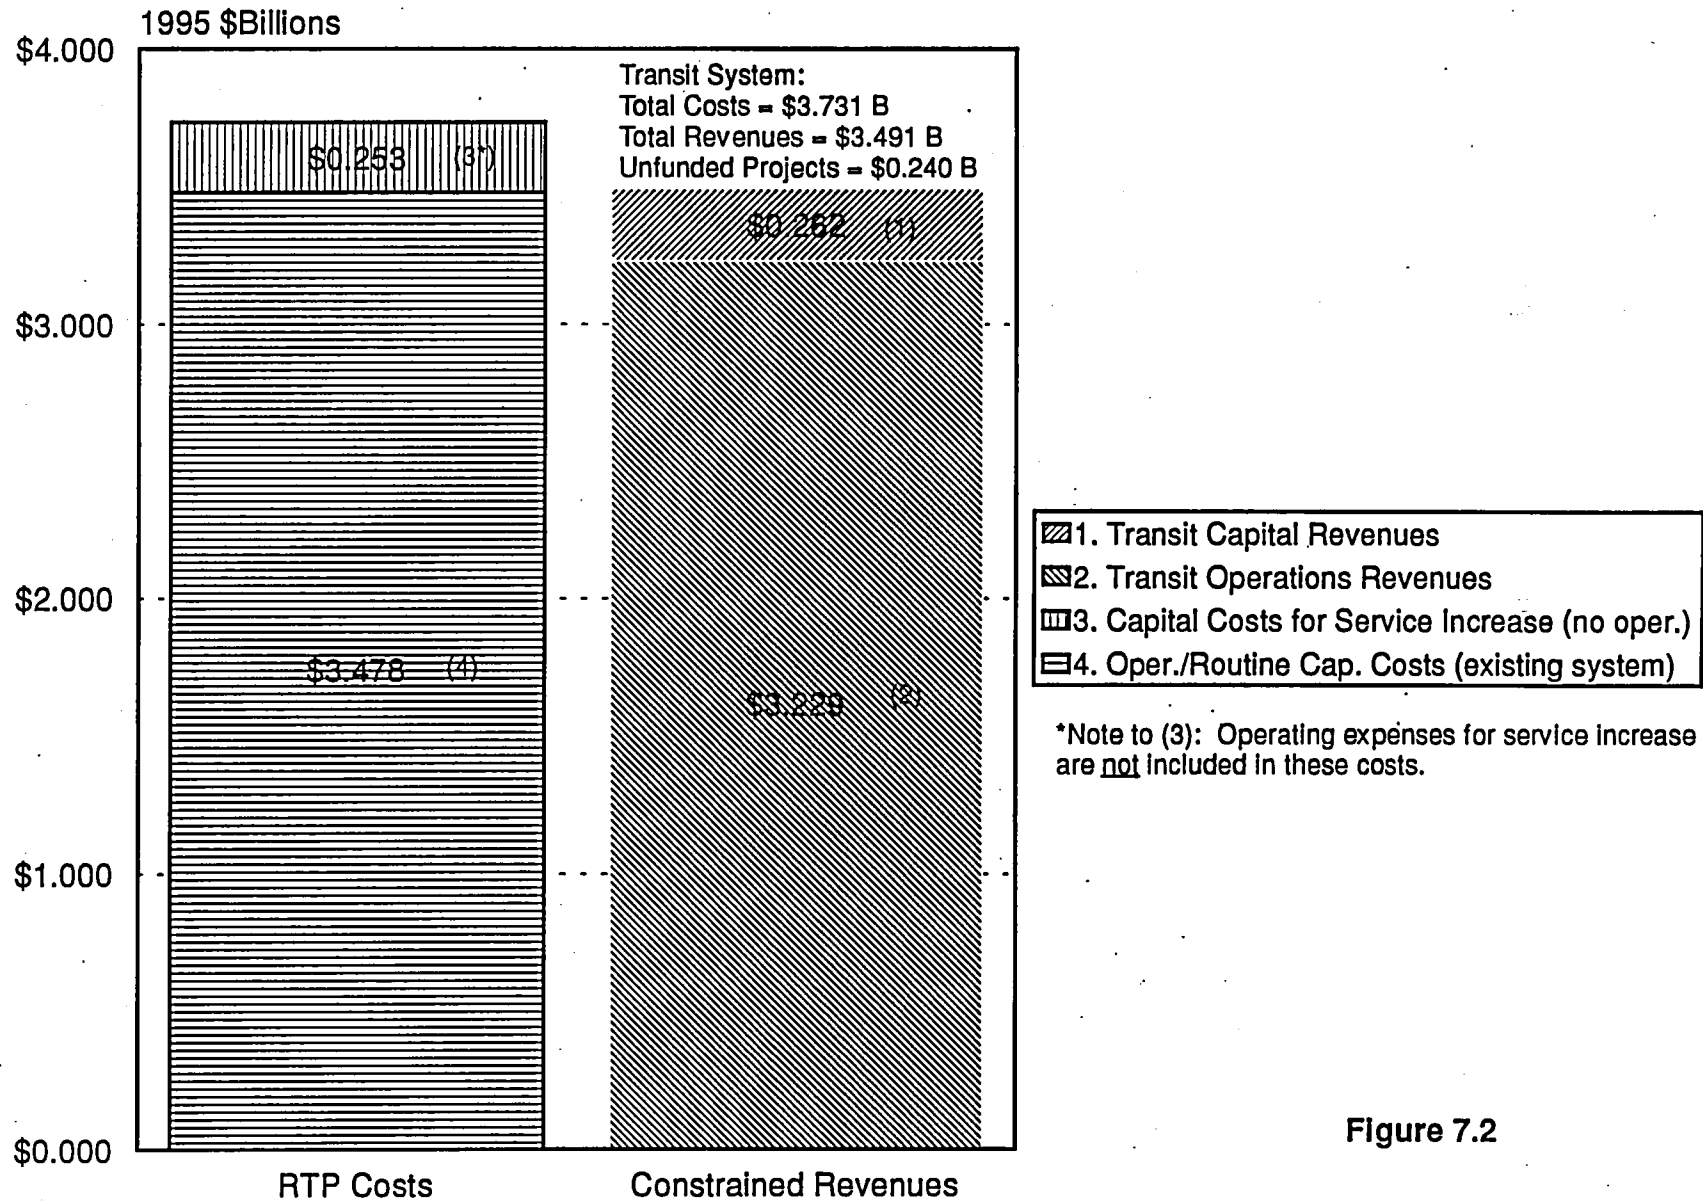 1995 $Billions
$4.000
$3.000
$2.000
$1.000
$0.000
Transit System:
Total Costs = $3.731 B
Total Revenues = $3.491 B
Unfunded Projects = $0.240 B
$0.253 (3*)
$0.262 (1)
$3.478 (4)
$3.229 (2)
RTP Costs
Constrained Revenues
1. Transit Capital Revenues
2. Transit Operations Revenues
3. Capital Costs for Service Increase (no oper.)
4. Oper./Routine Cap. Costs (existing system)
*Note to (3): Operating expenses for service increase
are not included in these costs.
Figure 7.2